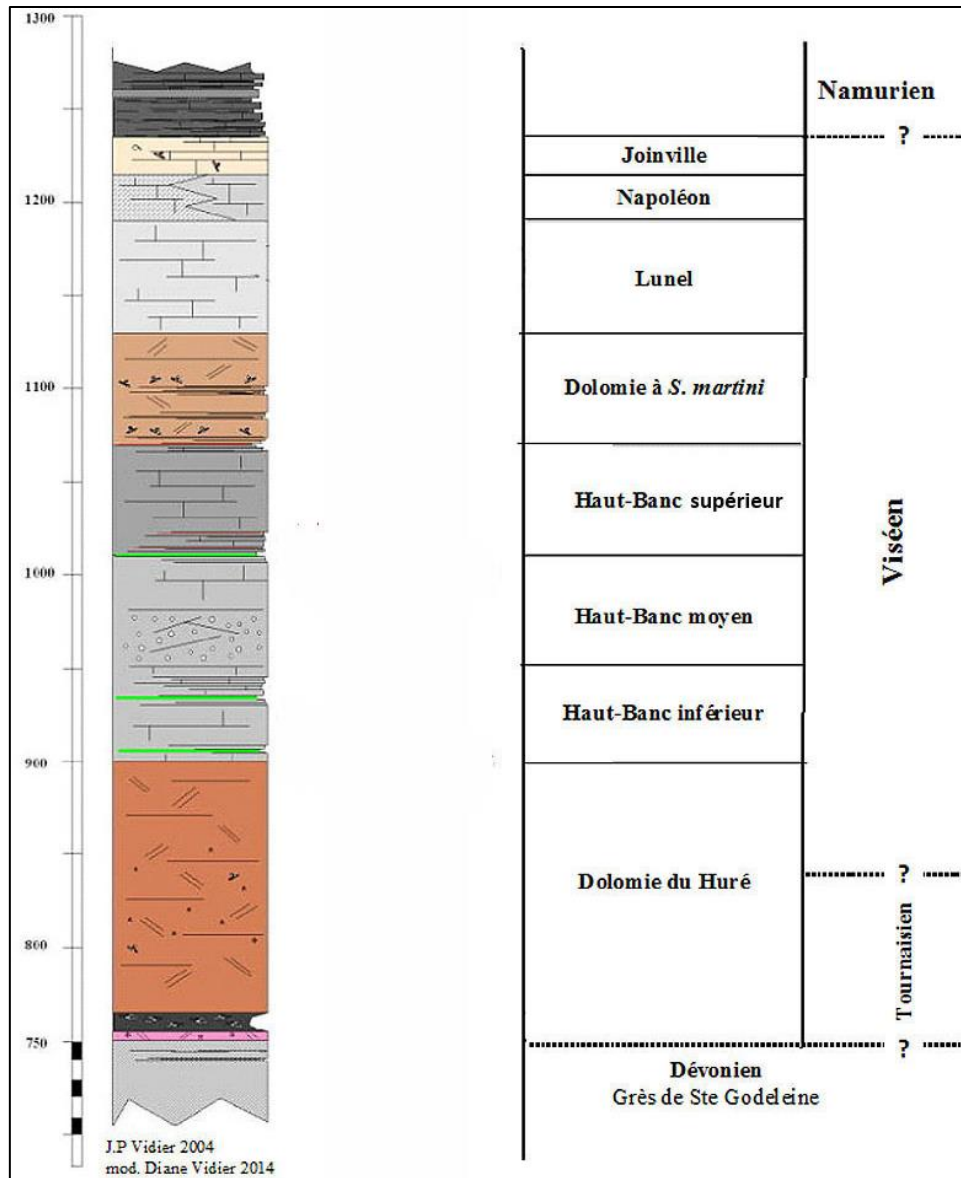 1300
Namurien
?
Joinville
Napoléon
1200
Lunel
1100
Dolomie à S. martini
Haut-Banc supérieur
Viséen
1000
Haut-Banc moyen
Haut-Banc inférieur
900
Dolomie du Huré
?
800
Tournaisien
750
?
Dévonien
Grès de Ste Godeleine
J.P Vidier 2004
mod. Diane Vidier 2014